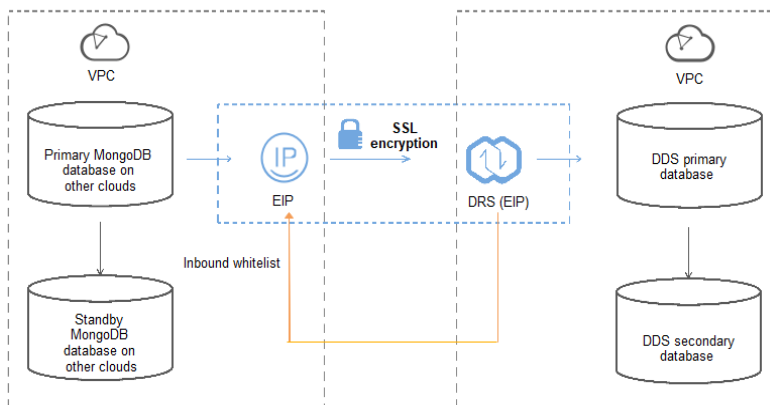 VPC
VPC
Primary MongoDB
database on
other clouds
IP
EIP
SSL
encryption
DRS (EIP)
DDS primary
database
Inbound whitelist
Standby
MongoDB
database on
other clouds
DDS secondary
database